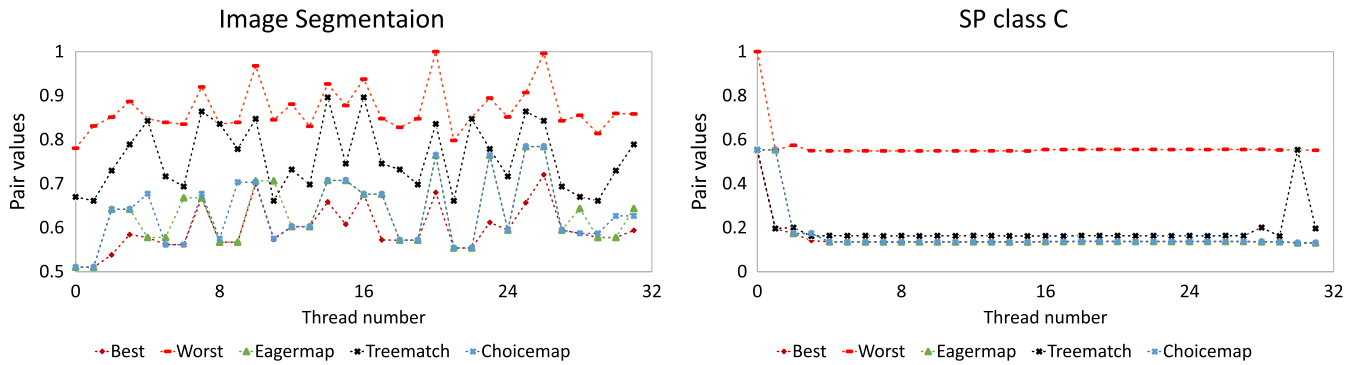 Image Segmentaion
Pair values
1
0.9
0.8
0.7
0.6
0.5
0 8 16 24 32
Thread number
Best Worst Eagermap Treematch Choicemap
SP class C
Pair values
1
0.8
0.6
0.4
0.2
0
0 8 16 24 32
Thread number
Best Worst Eagermap Treematch Choicemap